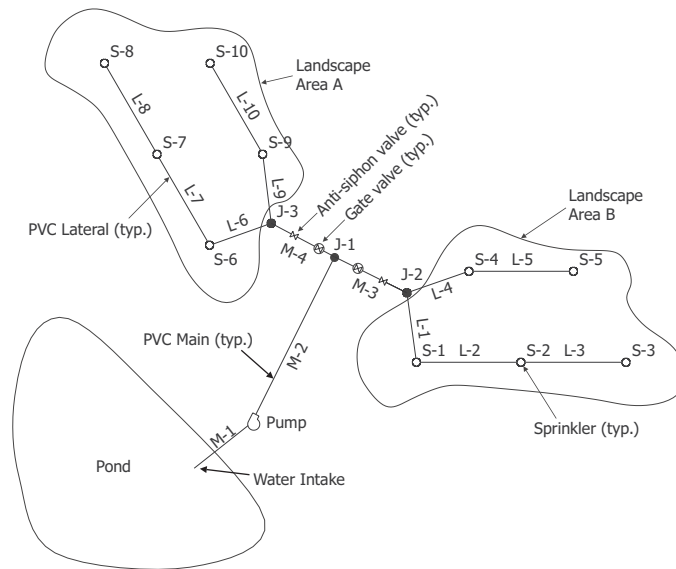 S-8
S-10
Landscape
Area A
L-8
L-10
Anti-siphon valve (typ.)
Gate valve (typ.)
S-7
S-9
L-7
L-9
Landscape
Area B
PVC Lateral (typ.)
L-6
J-3
S-6
M-4
J-1
M-3
J-2
S-4
L-5
S-5
L-4
L-1
PVC Main (typ.)
M-2
S-1
L-2
S-2
L-3
S-3
M-1
Pump
Sprinkler (typ.)
Pond
Water Intake